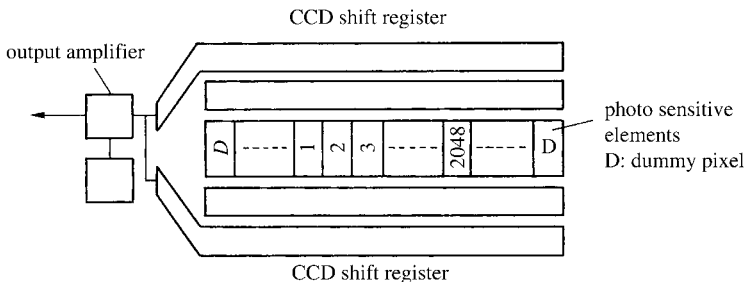 CCD shift register
output amplifier
photo sensitive
elements
D: dummy pixel
D 1 2 3 2048 D
CCD shift register